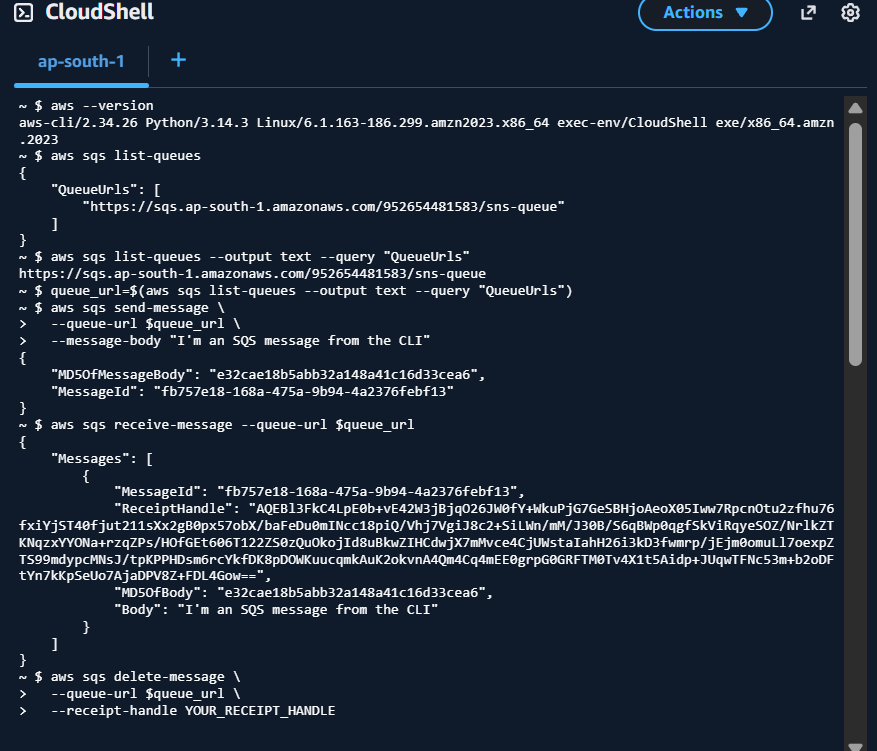 CloudShell
Actions ▼
ap-south-1
+
~ $ aws --version
aws-cli/2.34.26 Python/3.14.3 Linux/6.1.163-186.299.amzn2023.x86_64 exec-env/CloudShell exe/x86_64.amzn
.2023
~ $ aws sqs list-queues
{
    "QueueUrls": [
        "https://sqs.ap-south-1.amazonaws.com/952654481583/sns-queue"
    ]
}
~ $ aws sqs list-queues --output text --query "QueueUrls"
https://sqs.ap-south-1.amazonaws.com/952654481583/sns-queue
~ $ queue_url=$(aws sqs list-queues --output text --query "QueueUrls")
~ $ aws sqs send-message \
>   --queue-url $queue_url \
>   --message-body "I'm an SQS message from the CLI"
{
    "MD5OfMessageBody": "e32cae18b5abb32a148a41c16d33cea6",
    "MessageId": "fb757e18-168a-475a-9b94-4a2376febf13"
}
~ $ aws sqs receive-message --queue-url $queue_url
{
    "Messages": [
        {
            "MessageId": "fb757e18-168a-475a-9b94-4a2376febf13",
            "ReceiptHandle": "AQEBl3FkC4LpE0b+vE42W3jBjqO26JW0fY+WkuPjG7GeSBHjoAeoX05Iww7RpcnOtu2zfhu76
fxiYjST40fjut211sXx2gB0px57obX/baFeDu0mINcc18piQ/Vhj7VgiJ8c2+SiLWn/mM/J30B/S6qBWp0qgfSkViRqyeSOZ/NrlkZT
KNqzxYYONa+rzqZPs/HOfGEt606T122ZS0zQuOkojId8uBkwZIHCdwjX7mMvce4CjUWstaIahH26i3kD3fwmrp/jEjm0omuLl7oexpZ
TS99mdypcMNsJ/tpKPPHDsm6rcYkfDK8pDOWKuucqmkAuK2okvnA4Qm4Cq4mEE0grpG0GRFTM0Tv4X1t5Aidp+JUqwTFNc53m+b2oDF
tYn7kKpSeUo7AjaDPV8Z+FDL4Gow==",
            "MD5OfBody": "e32cae18b5abb32a148a41c16d33cea6",
            "Body": "I'm an SQS message from the CLI"
        }
    ]
}
~ $ aws sqs delete-message \
>   --queue-url $queue_url \
>   --receipt-handle YOUR_RECEIPT_HANDLE